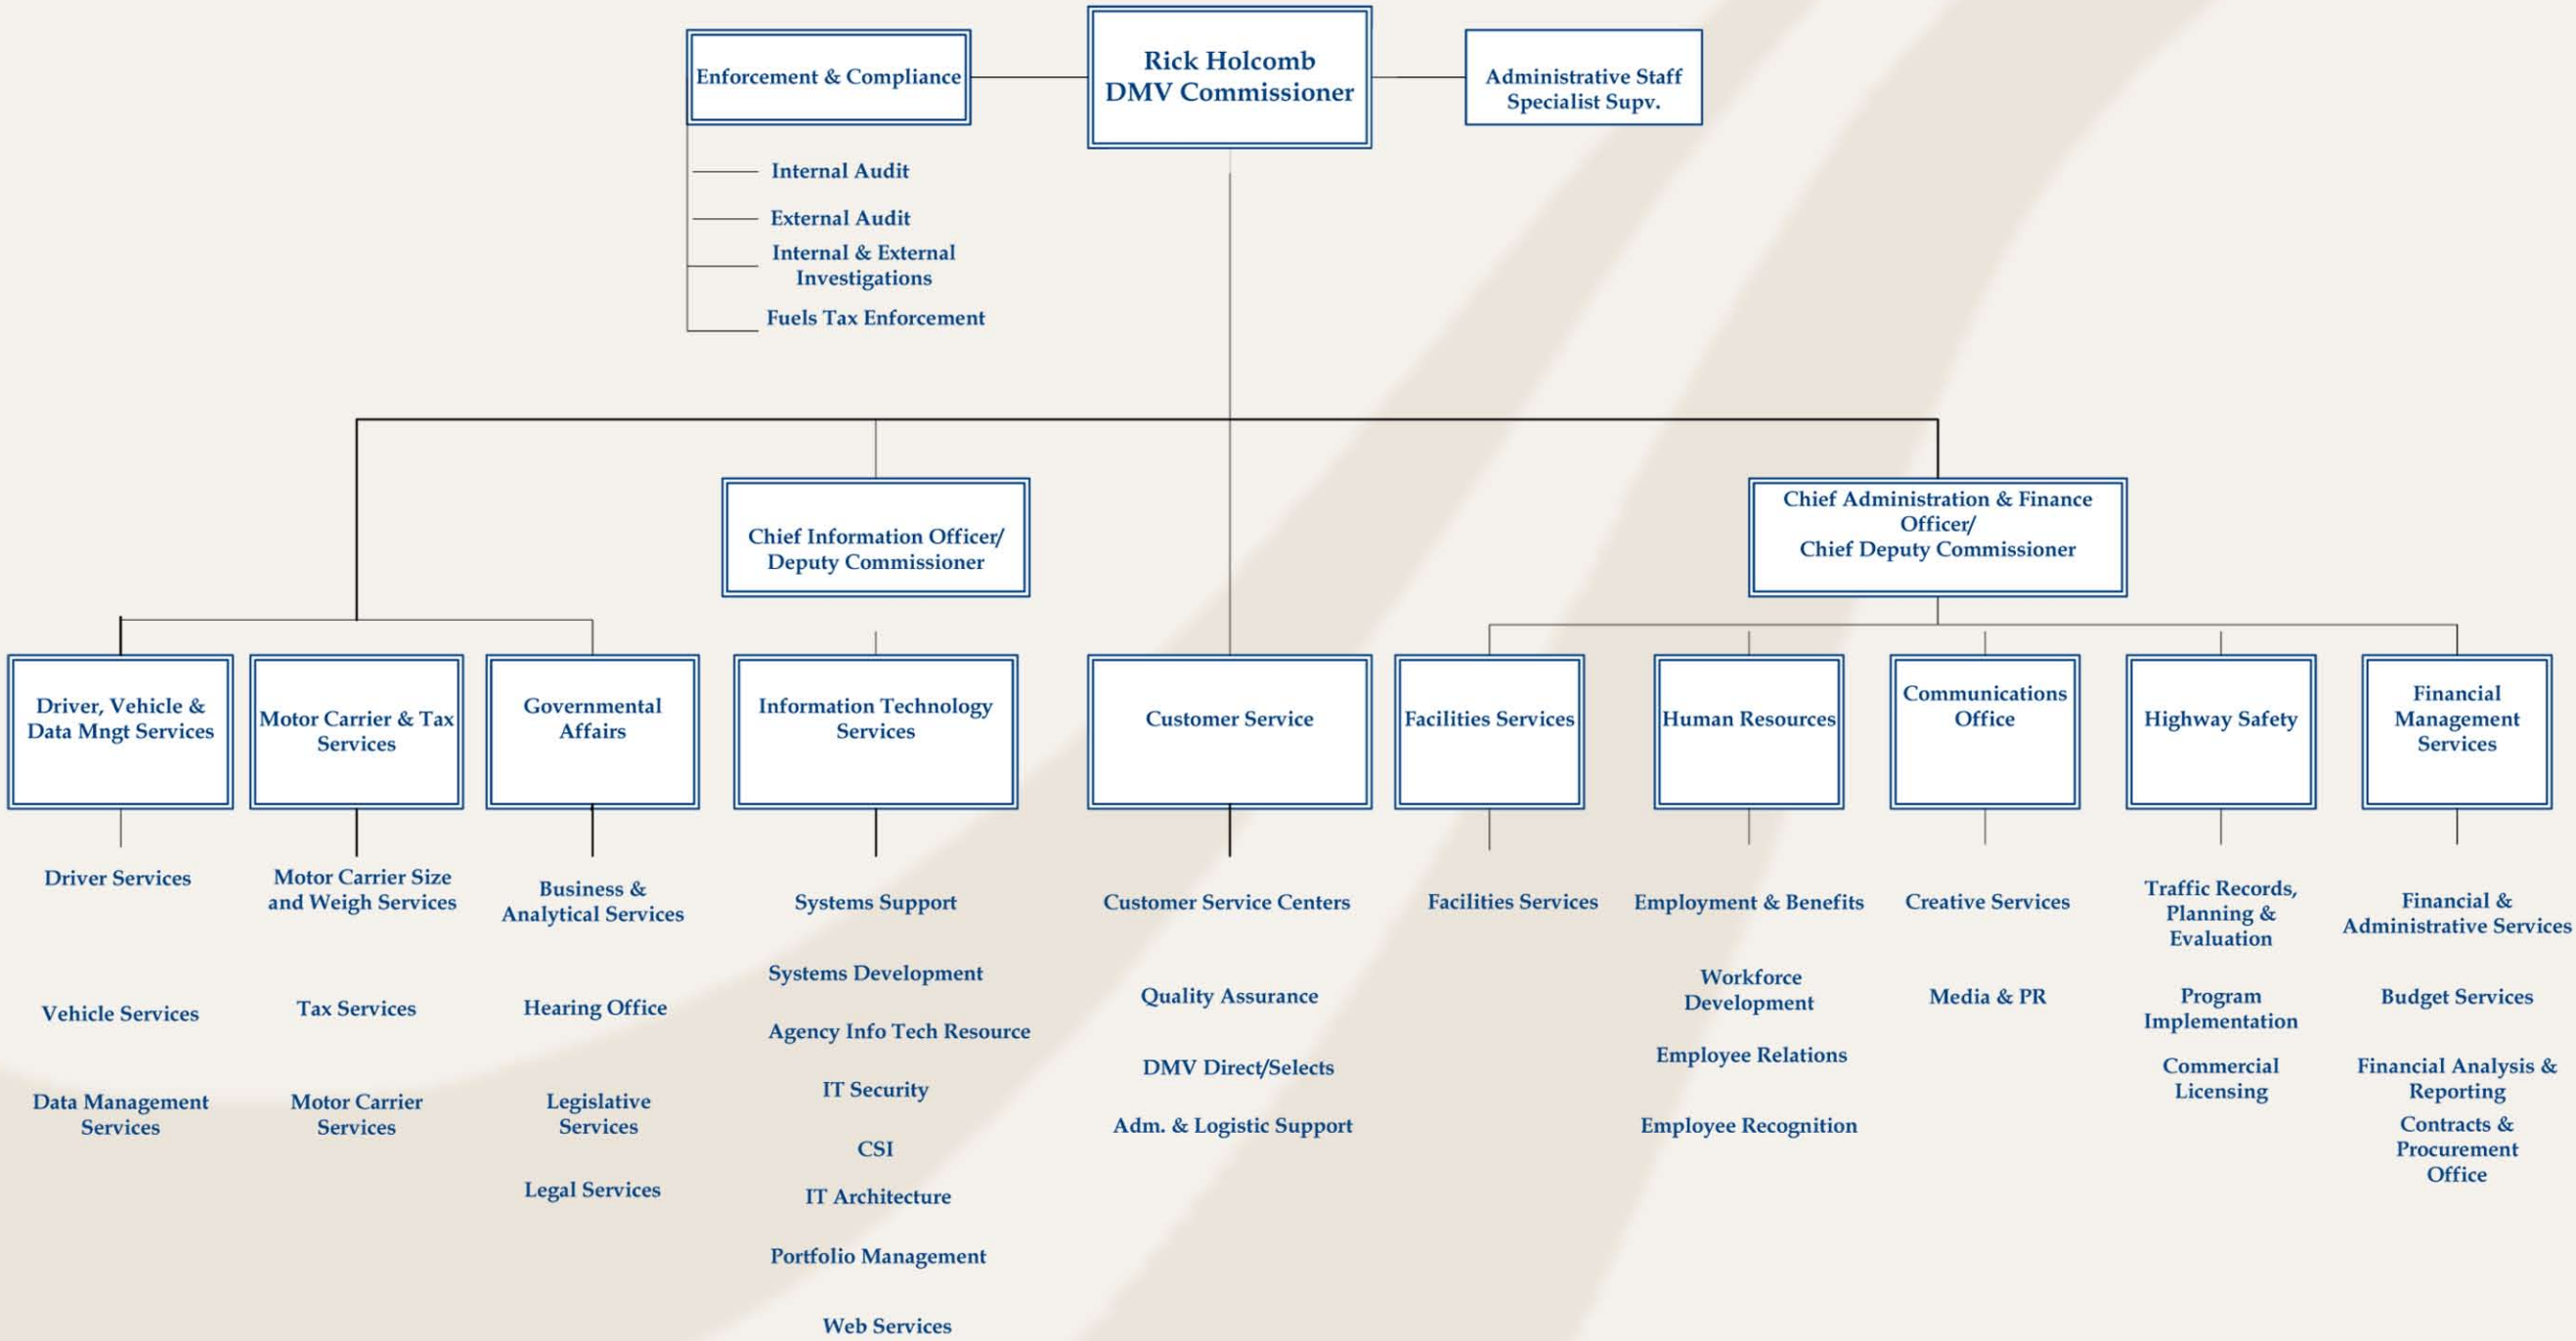 Enforcement & Compliance
Rick Holcomb
DMV Commissioner
Administrative Staff
Specialist Supv.
Internal Audit
External Audit
Internal & External
Investigations
Fuels Tax Enforcement
Chief Information Officer/
Deputy Commissioner
Chief Administration & Finance
Officer/
Chief Deputy Commissioner
Driver, Vehicle &
Data Mngt Services
Motor Carrier & Tax
Services
Governmental
Affairs
Information Technology
Services
Customer Service
Facilities Services
Human Resources
Communications
Office
Highway Safety
Financial
Management
Services
Driver Services
Vehicle Services
Data Management
Services
Motor Carrier Size
and Weigh Services
Tax Services
Motor Carrier
Services
Business &
Analytical Services
Hearing Office
Legislative
Services
Legal Services
Systems Support
Systems Development
Agency Info Tech Resource
IT Security
CSI
IT Architecture
Portfolio Management
Web Services
Customer Service Centers
Quality Assurance
DMV Direct/Selects
Adm. & Logistic Support
Facilities Services
Employment & Benefits
Workforce
Development
Employee Relations
Employee Recognition
Creative Services
Media & PR
Traffic Records,
Planning &
Evaluation
Program
Implementation
Commercial
Licensing
Financial &
Administrative Services
Budget Services
Financial Analysis &
Reporting
Contracts &
Procurement
Office